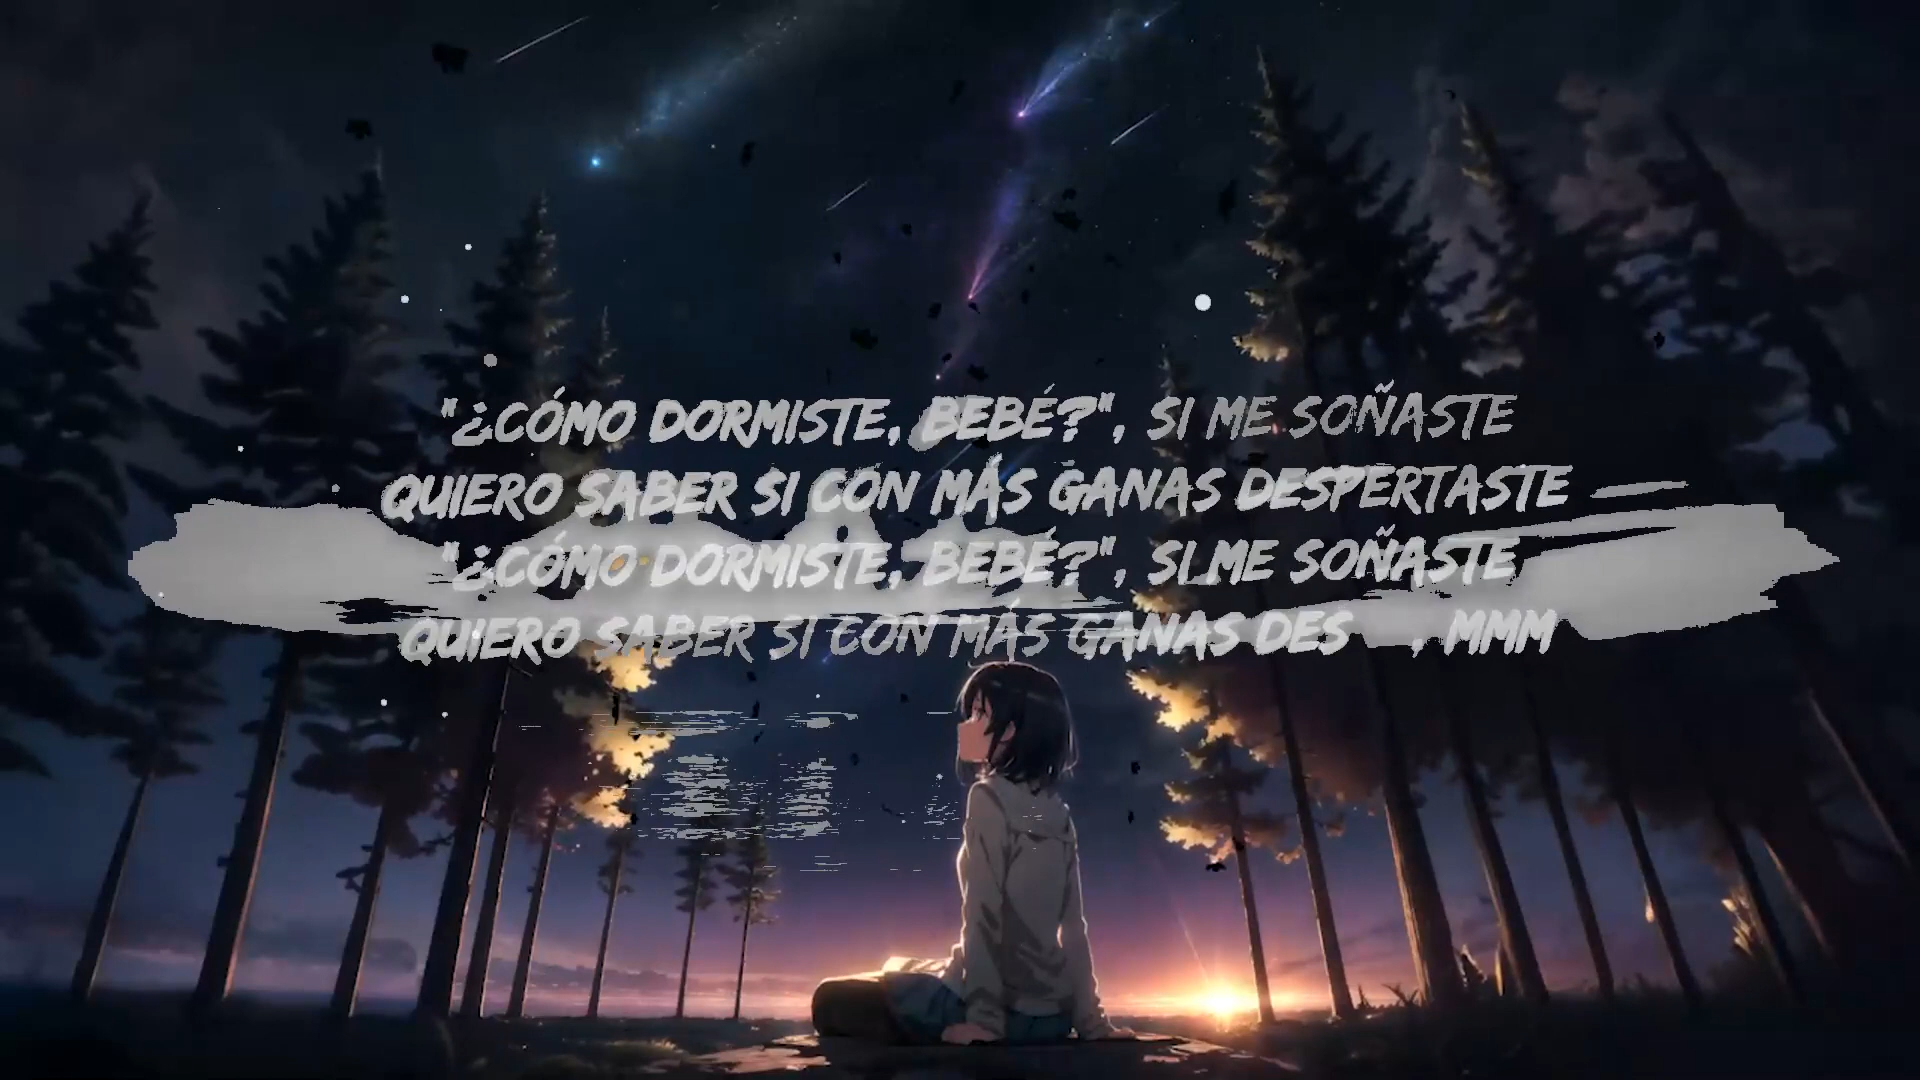 "¿CÓMO DORMISTE, BEBÉ?", SI ME SOÑASTE
QUIERO SABER SI CON MÁS GANAS DESPERTASTE
"¿CÓMO DORMISTE, BEBÉ?", SI ME SOÑASTE
QUIERO SABER SI CON MÁS GANAS DES , MMM